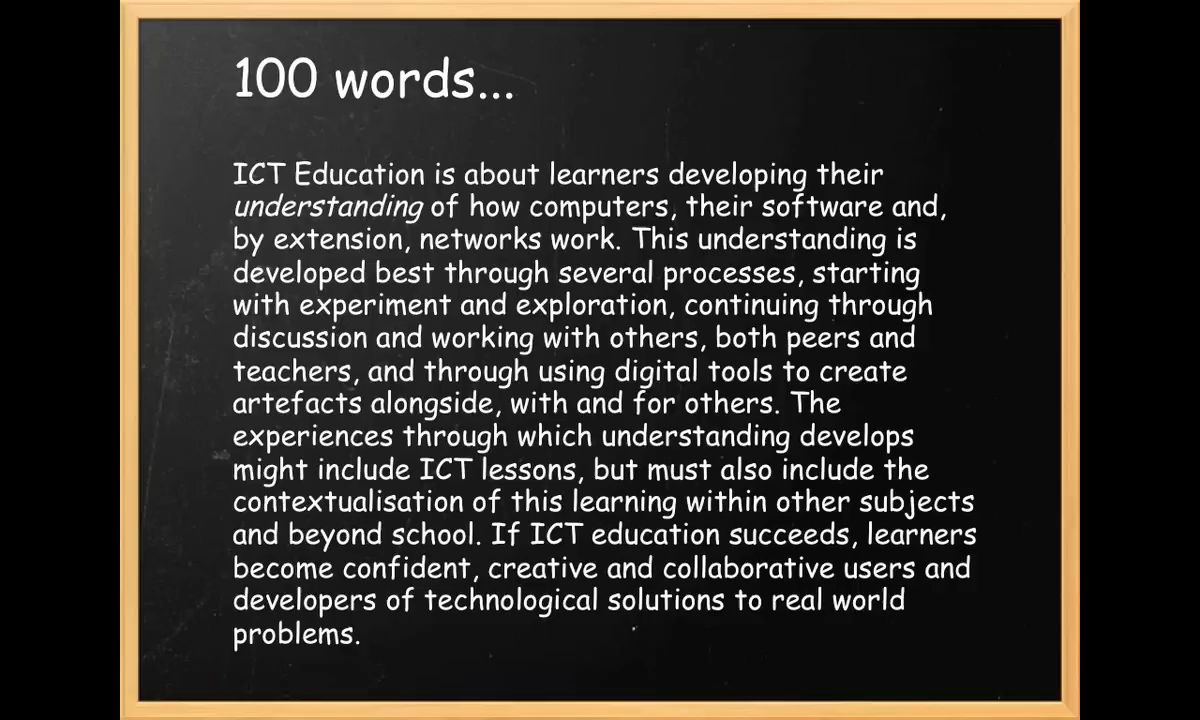 100 words...
ICT Education is about learners developing their
understanding of how computers, their software and,
by extension, networks work. This understanding is
developed best through several processes, starting
with experiment and exploration, continuing through
discussion and working with others, both peers and
teachers, and through using digital tools to create
artefacts alongside, with and for others. The
experiences through which understanding develops
might include ICT lessons, but must also include the
contextualisation of this learning within other subjects
and beyond school. If ICT education succeeds, learners
become confident, creative and collaborative users and
developers of technological solutions to real world
problems.